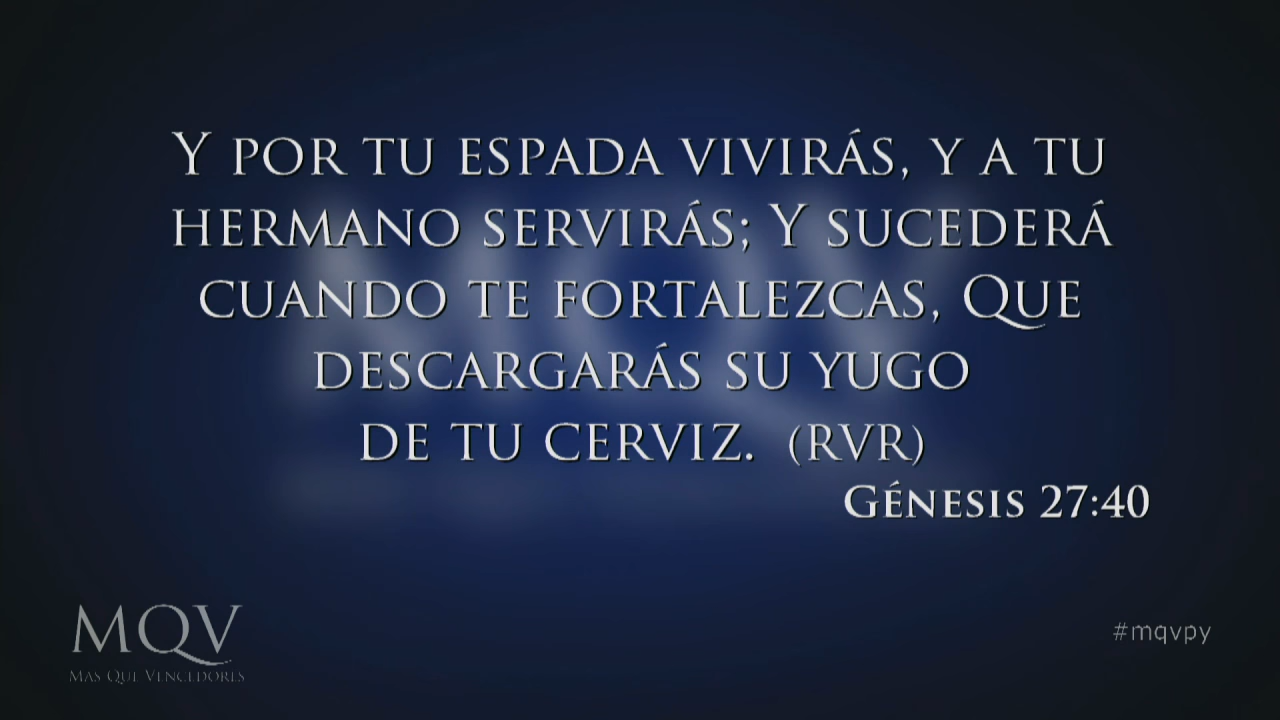 Y POR TU ESPADA VIVIRÁS, Y A TU
HERMANO SERVIRÁS; Y SUCEDERÁ
CUANDO TE FORTALEZCAS, QUE
DESCARGARÁS SU YUGO
DE TU CERVIZ. (RVR)
GÉNESIS 27:40
MQV
MAS QUE VENCEDORES
#mqvpy